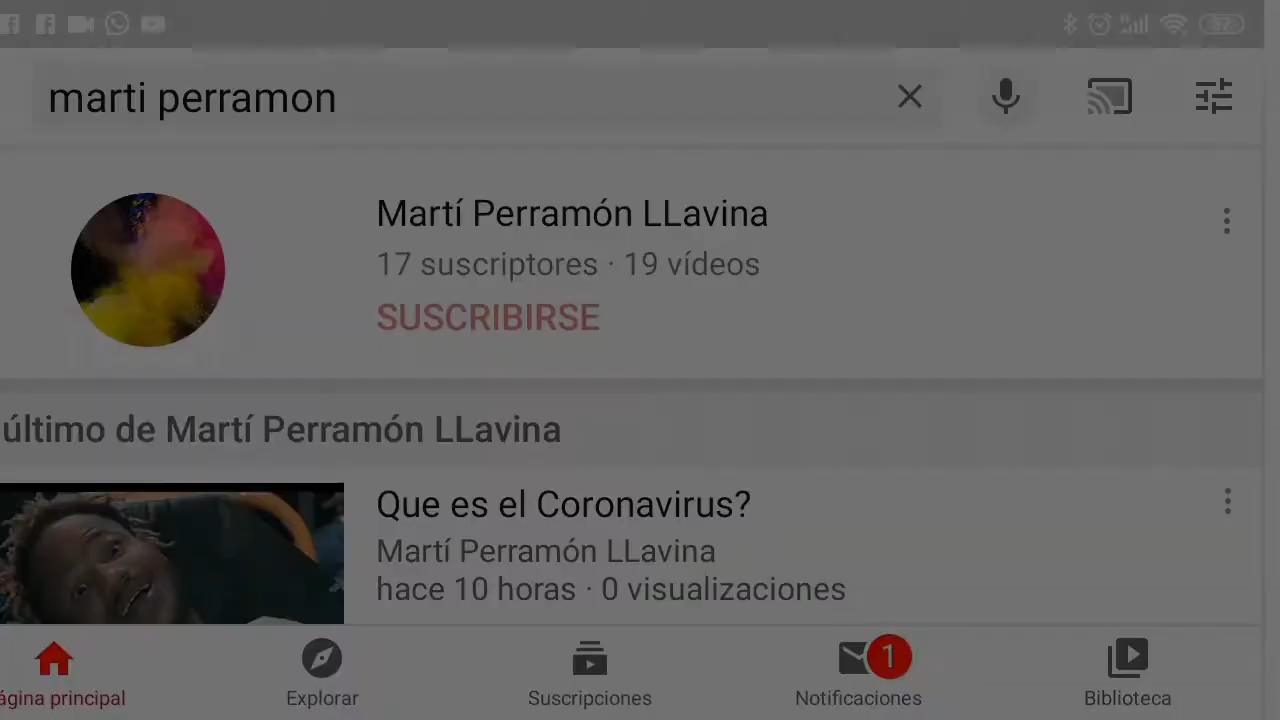 marti perramon
Martí Perramón LLavina
17 suscriptores · 19 vídeos
SUSCRIBIRSE
último de Martí Perramón LLavina
Que es el Coronavirus?
Martí Perramón LLavina
hace 10 horas · 0 visualizaciones
1
ágina principal
Explorar
Suscripciones
Notificaciones
Biblioteca